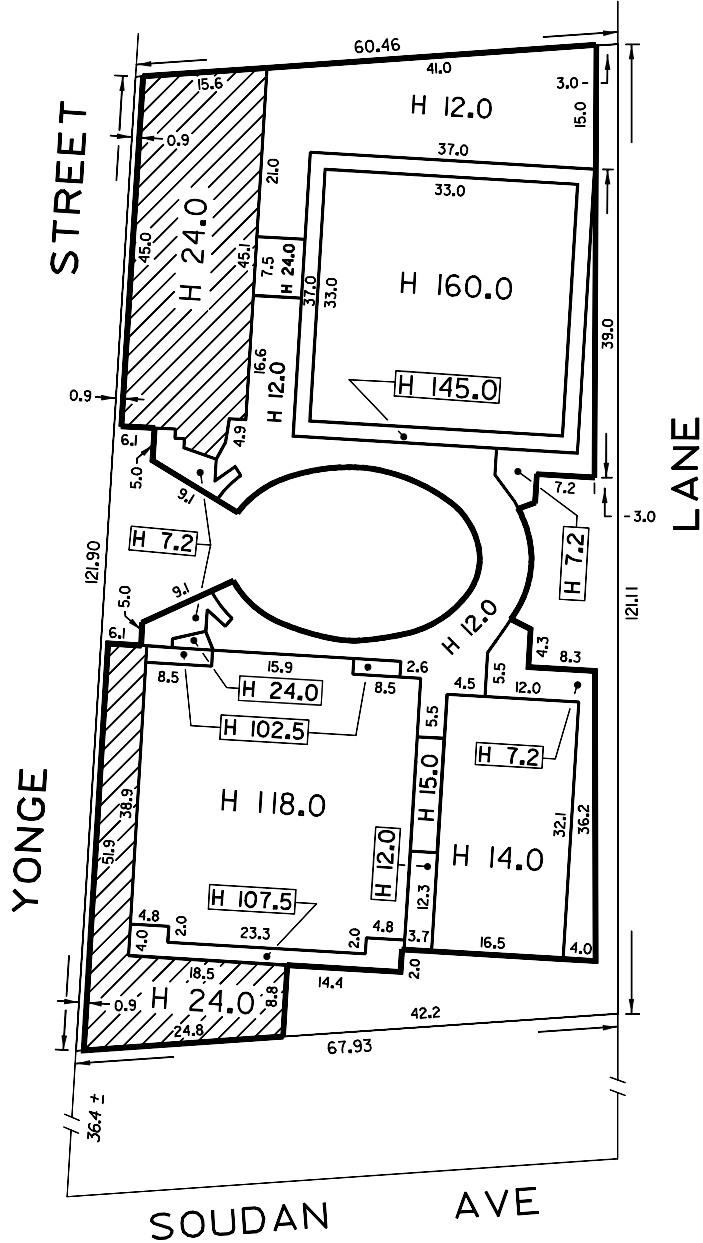 60.46
15.6
41.0
3.0
H 12.0
15.0
0.9
STREET
37.0
33.0
21.0
H 24.0
45.0
45.1
7.5
H 24.0
37.0
33.0
H 160.0
39.0
16.6
H 12.0
H 145.0
0.9
6.1
4.9
5.0
9.1
7.2
3.0
LANE
H 7.2
H 7.2
121.90
121.11
9.1
5.0
6.1
H 12.0
4.3
8.3
8.5
15.9
8.5
2.6
5.5
4.5
12.0
H 24.0
H 102.5
5.5
H 7.2
H 15.0
H 118.0
38.9
51.9
32.1
36.2
YONGE
H 12.0
H 14.0
H 107.5
12.3
4.8
2.0
4.0
23.3
2.0
4.8
3.7
16.5
4.0
18.5
14.4
2.0
0.9
H 24.0
8.8
24.8
42.2
67.93
36.4 ±
SOUDAN AVE